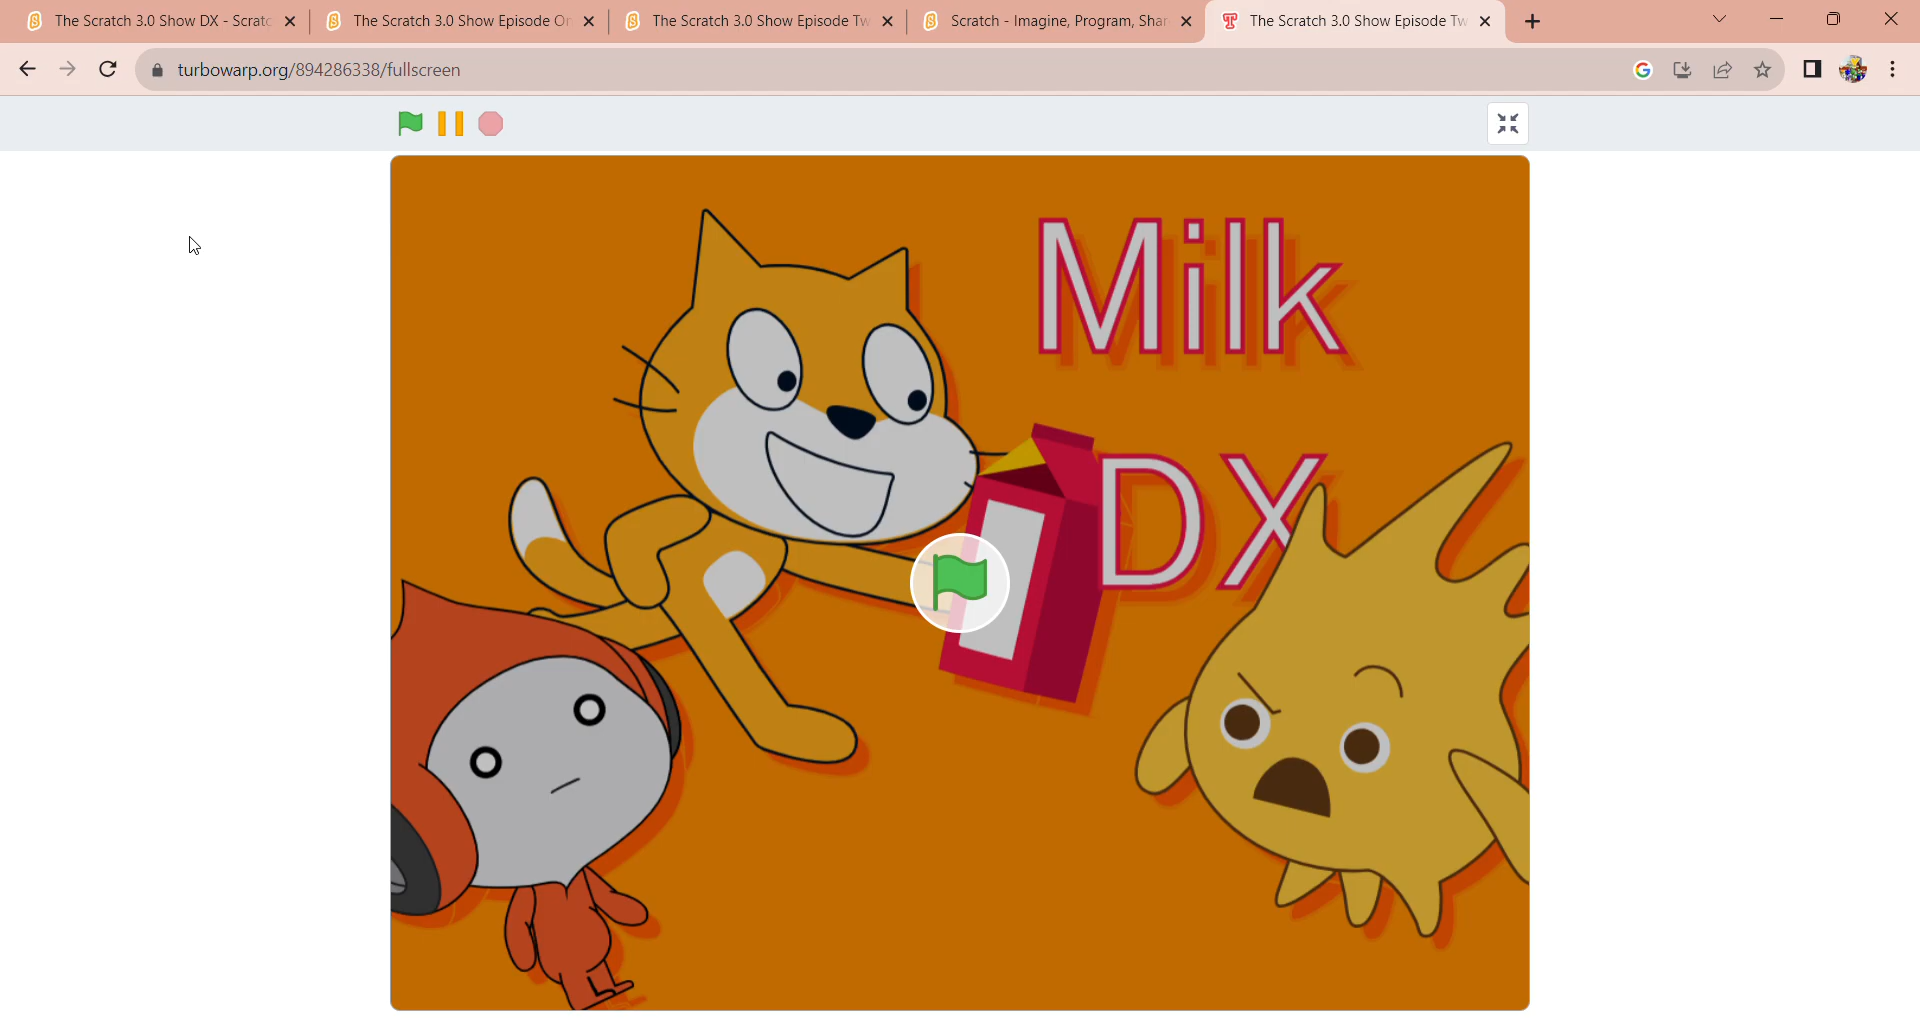 The Scratch 3.0 Show DX - Scratc
The Scratch 3.0 Show Episode On
The Scratch 3.0 Show Episode Tw
Scratch - Imagine, Program, Shar
The Scratch 3.0 Show Episode Tw
turbowarp.org/894286338/fullscreen
Milk
DX